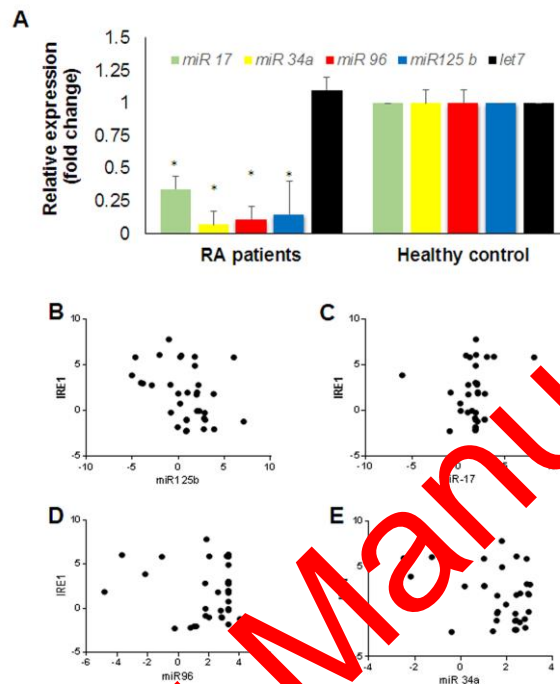 A
Relative expression
(fold change)
1.5
1.25
1
0.75
0.5
0.25
0
miR 17 miR 34a miR 96 miR125 b let7
* * * *
RA patients Healthy control
B
IRE1
10
5
0
-5
-10 -5 0 5 10
miR125b
C
IRE1
10
5
0
-5
-10 -5 0 5
iR-17
D
IRE1
10
5
0
-5
-6 -4 -2 0 2 4
miR96
E
10
5
-5
-4 -2 0 2 4
miR 34a
Manu